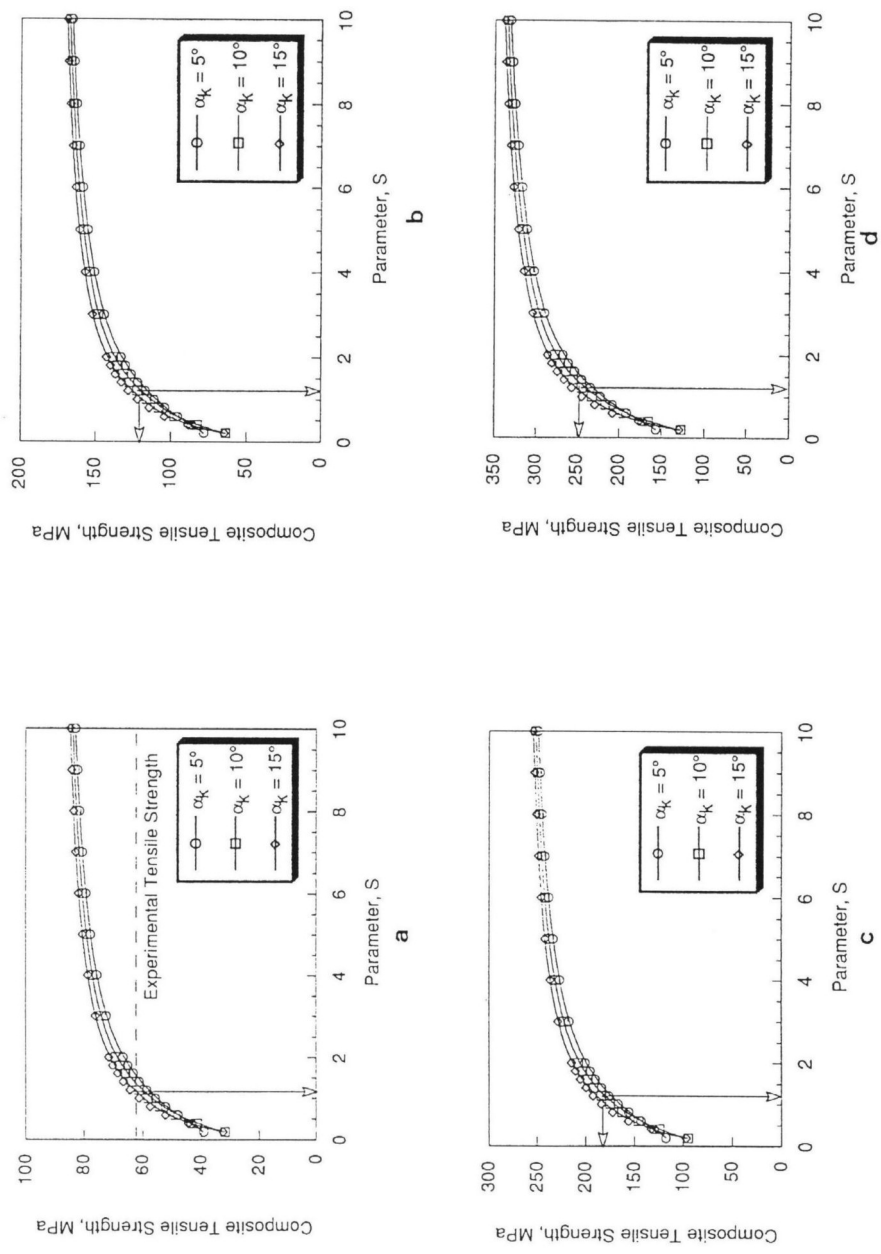 100
80
60
40
20
0
Composite Tensile Strength, MPa
Experimental Tensile Strength
αk = 5°
αk = 10°
αk = 15°
0
2
4
6
8
10
Parameter, S
a
200
150
100
50
0
Composite Tensile Strength, MPa
αk = 5°
αk = 10°
αk = 15°
0
2
4
6
8
10
Parameter, S
b
300
250
200
150
100
50
0
Composite Tensile Strength, MPa
αk = 5°
αk = 10°
αk = 15°
0
2
4
6
8
10
Parameter, S
c
350
300
250
200
150
100
50
0
Composite Tensile Strength, MPa
αk = 5°
αk = 10°
αk = 15°
0
2
4
6
8
10
Parameter, S
d